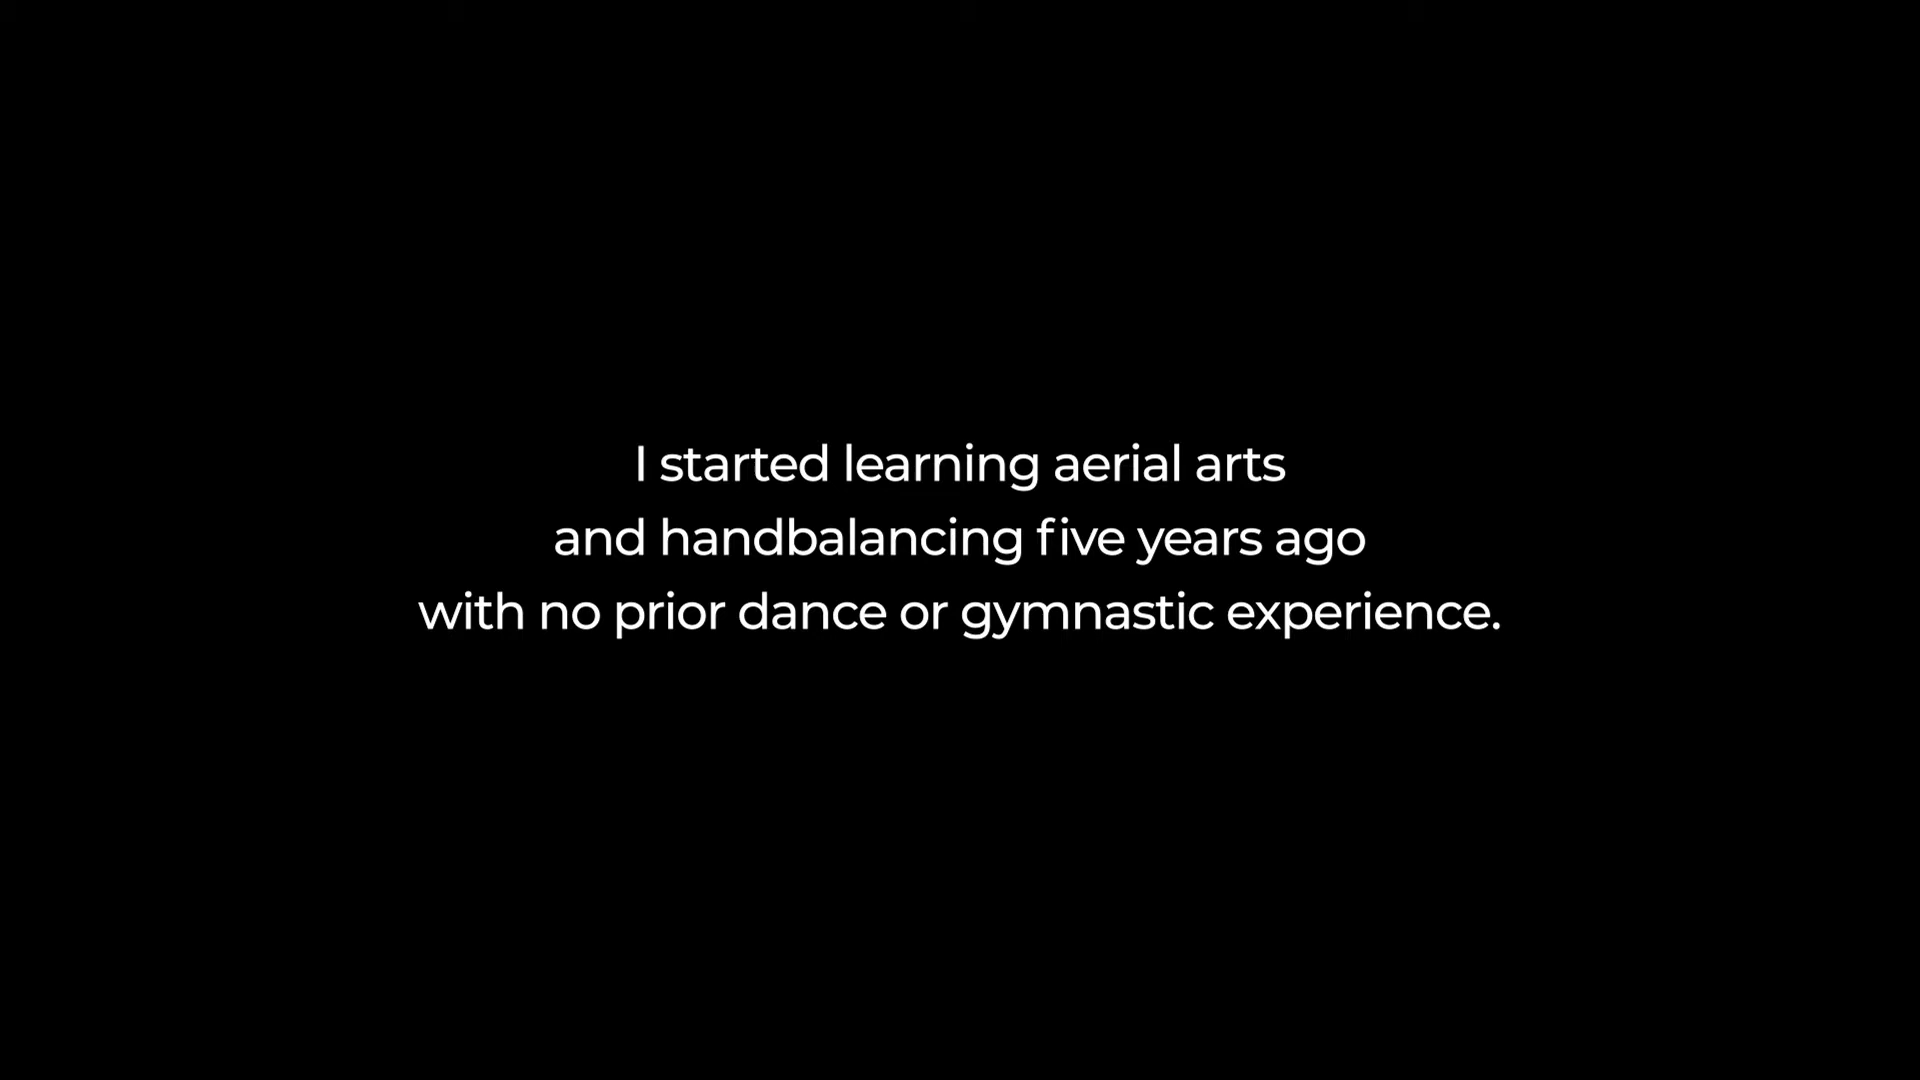 I started learning aerial arts
and handbalancing five years ago
with no prior dance or gymnastic experience.